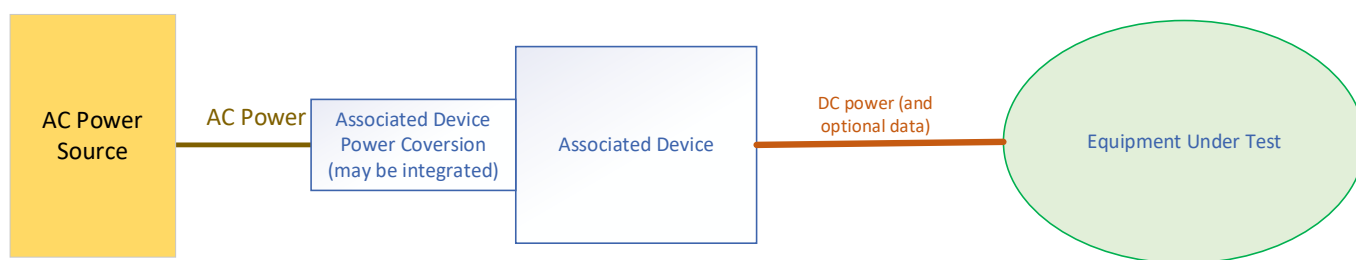 AC Power
Source
AC Power
Associated Device
Power Coversion
(may be integrated)
Associated Device
DC power (and
optional data)
Equipment Under Test